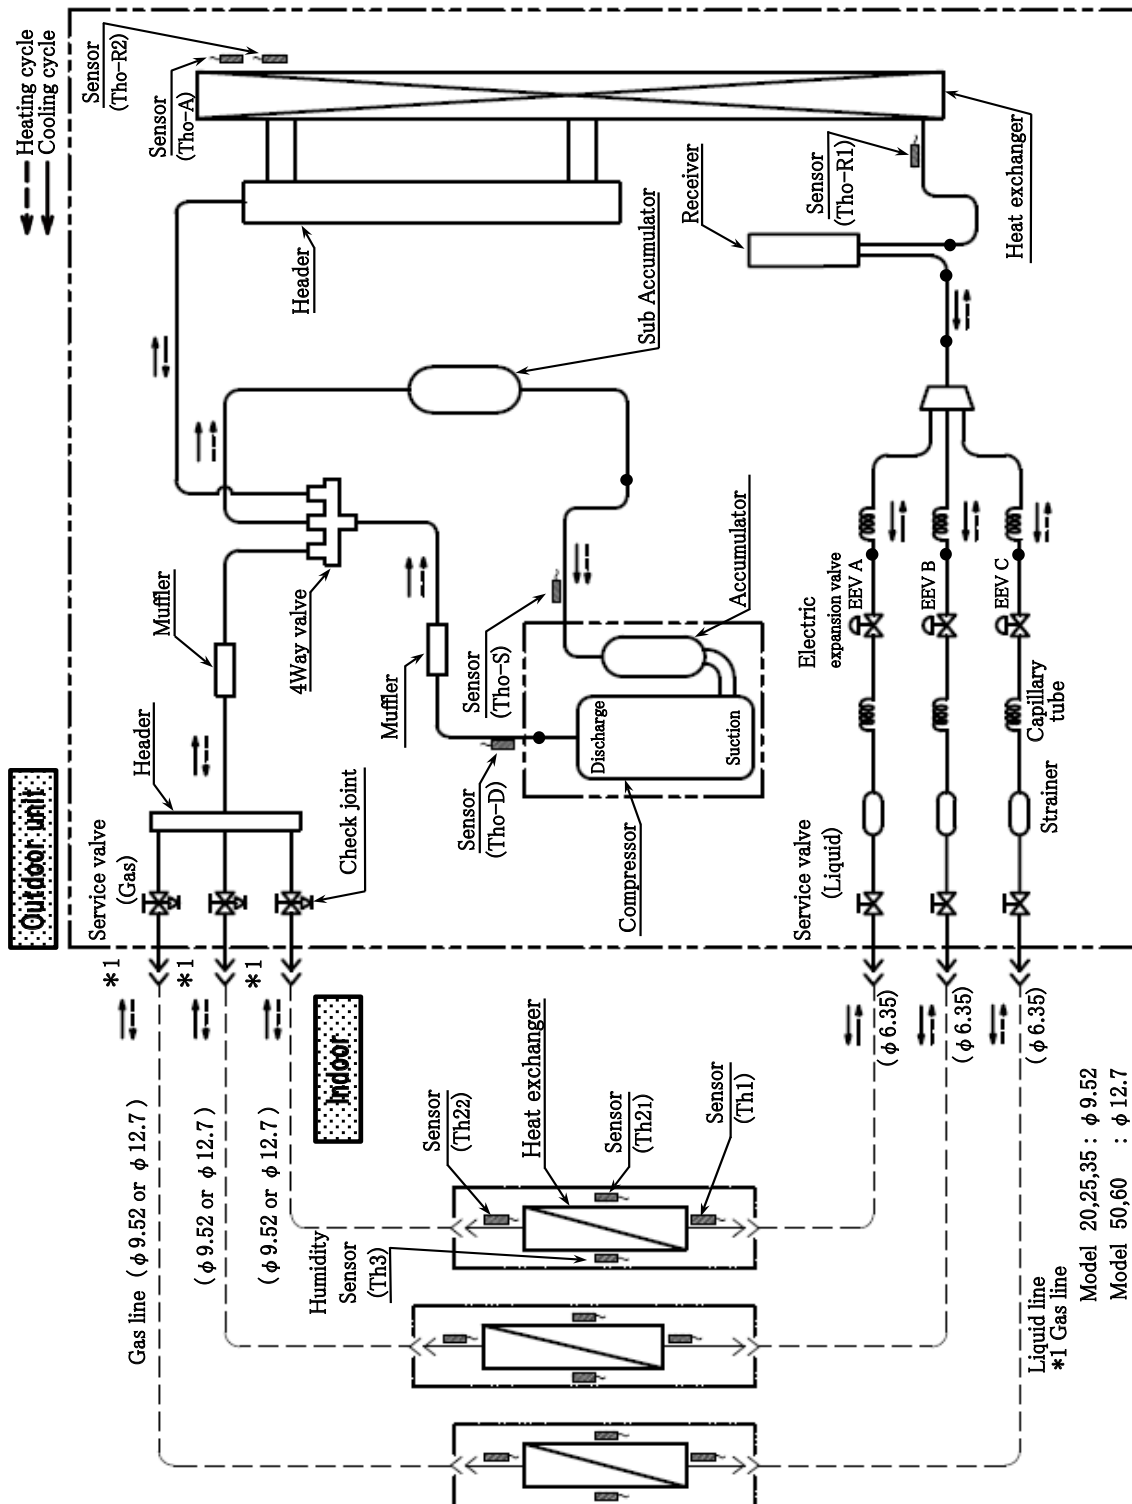 Heating cycle
Cooling cycle
Outdoor unit
Sensor
(Tho-R2)
Sensor
(Tho-A)
Header
Sub Accumulator
Receiver
Sensor
(Tho-R1)
Heat exchanger
Muffler
4Way valve
Header
Service valve
(Gas)
Check joint
Muffler
Sensor
(Tho-S)
Sensor
(Tho-D)
Accumulator
Discharge
Suction
Compressor
Electric
expansion valve
EEV A
EEV B
EEV C
Capillary
tube
Strainer
Service valve
(Liquid)
*1
*1
*1
Indoor
Gas line (φ9.52 or φ12.7)
(φ9.52 or φ12.7)
(φ9.52 or φ12.7)
Sensor
(Th22)
Heat exchanger
Sensor
(Th21)
Sensor
(Th1)
Humidity
Sensor
(Th3)
(φ6.35)
(φ6.35)
(φ6.35)
Liquid line
*1 Gas line
Model 20,25,35 : φ9.52
Model 50,60 : φ12.7